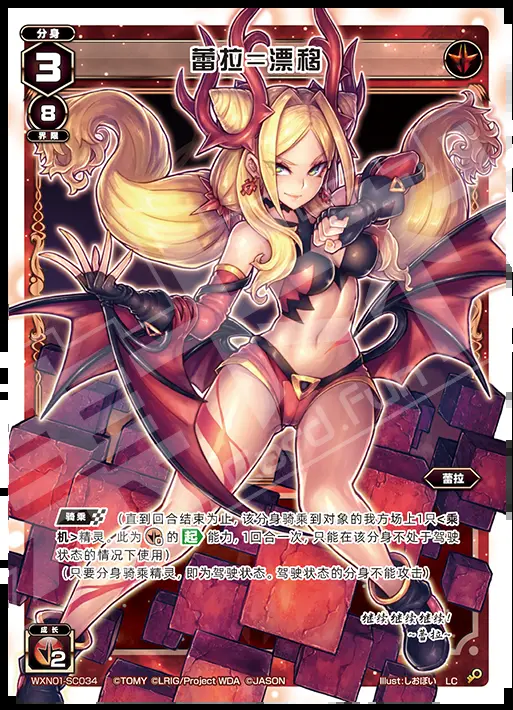 分身
3
蕾拉＝漂移
8
界限
蕾拉
骑乘 (直到回合结束为止，该分身骑乘到对象的我方场上1只<乘
机>精灵，此为的起能力，1回合一次，只能在该分身不处于驾驶
状态的情况下使用)
(只要分身骑乘精灵，即为驾驶状态。驾驶状态的分身不能攻击)
继续继续继续!
~蕾拉~
成长
2
WXN01-SC034 ©TOMY ©LRIG/Project WDA ©JASON Illust:しおぼい LC